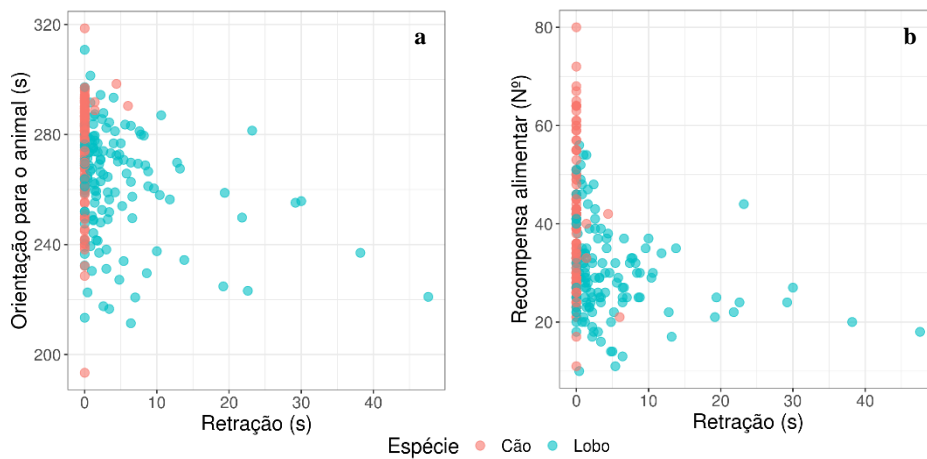 a
320
280
240
200
Orientação para o animal (s)
0 10 20 30 40
Retração (s)
b
80
60
40
20
Recompensa alimentar (Nº)
0 10 20 30 40
Retração (s)
Espécie Cão Lobo